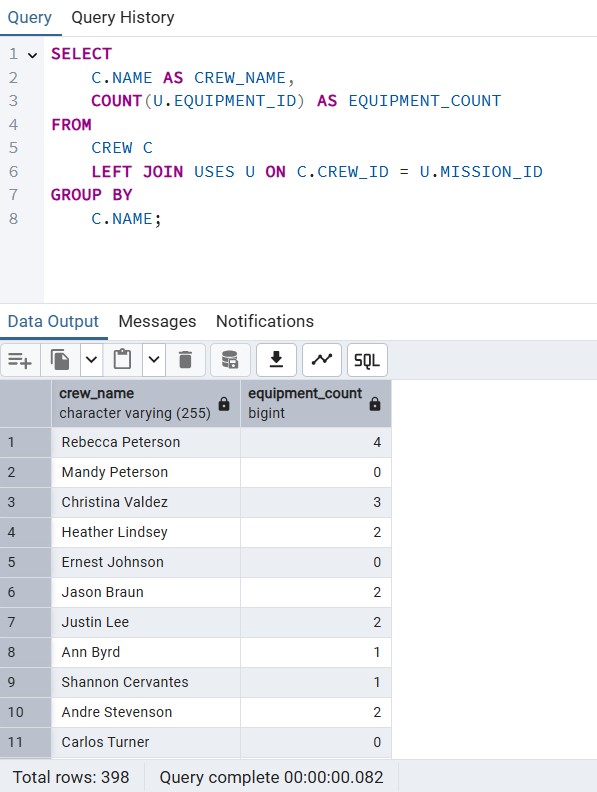 Query Query History
1 SELECT
2 C.NAME AS CREW_NAME,
3 COUNT(U.EQUIPMENT_ID) AS EQUIPMENT_COUNT
4 FROM
5 CREW C
6 LEFT JOIN USES U ON C.CREW_ID = U.MISSION_ID
7 GROUP BY
8 C.NAME;
Data Output Messages Notifications
SQL
crew_name equipment_count
character varying (255) bigint
1 Rebecca Peterson 4
2 Mandy Peterson 0
3 Christina Valdez 3
4 Heather Lindsey 2
5 Ernest Johnson 0
6 Jason Braun 2
7 Justin Lee 2
8 Ann Byrd 1
9 Shannon Cervantes 1
10 Andre Stevenson 2
11 Carlos Turner 0
Total rows: 398 Query complete 00:00:00.082